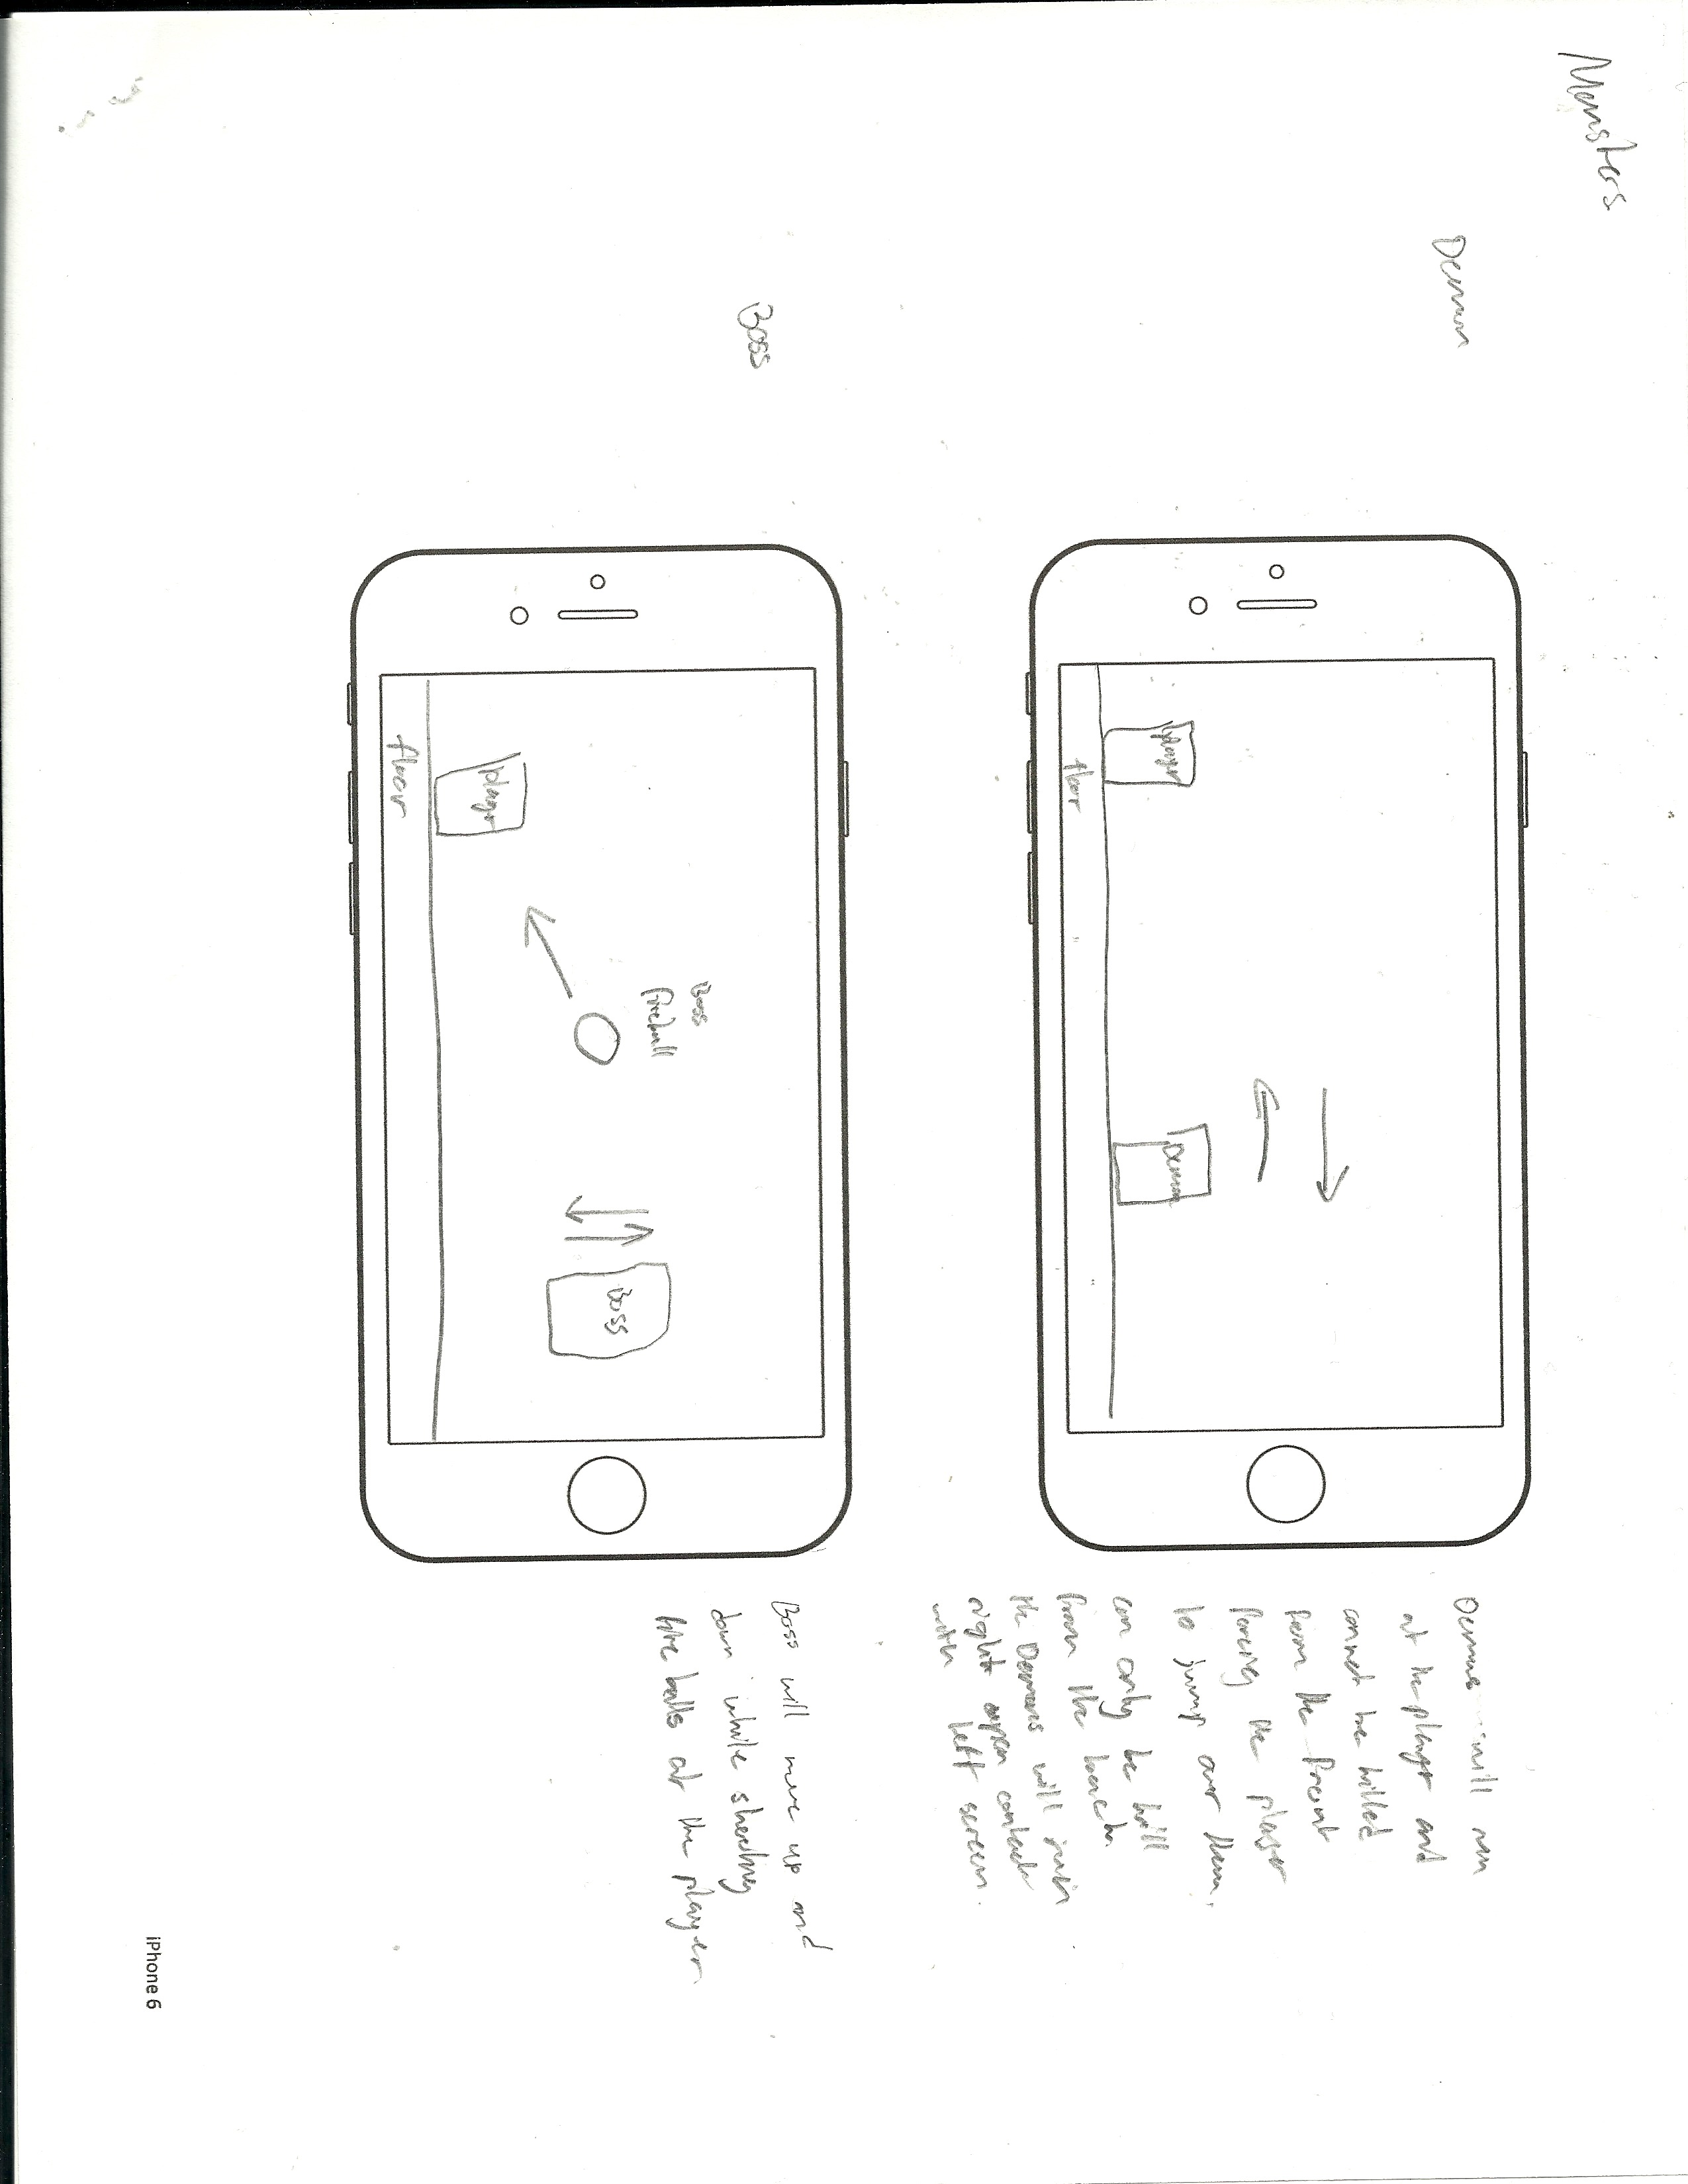 Monsters
Demon
player
floor
Demon
Demons will run
at the player and
cannot be killed
from the front
forcing the player
to jump over them.
can only be kill
from the back.
the Demons will
right upon contact
with left screen.
Boss
player
floor
Boss
fireball
Boss
Boss will move up and
down while shooting
fire balls at the player
iPhone 6